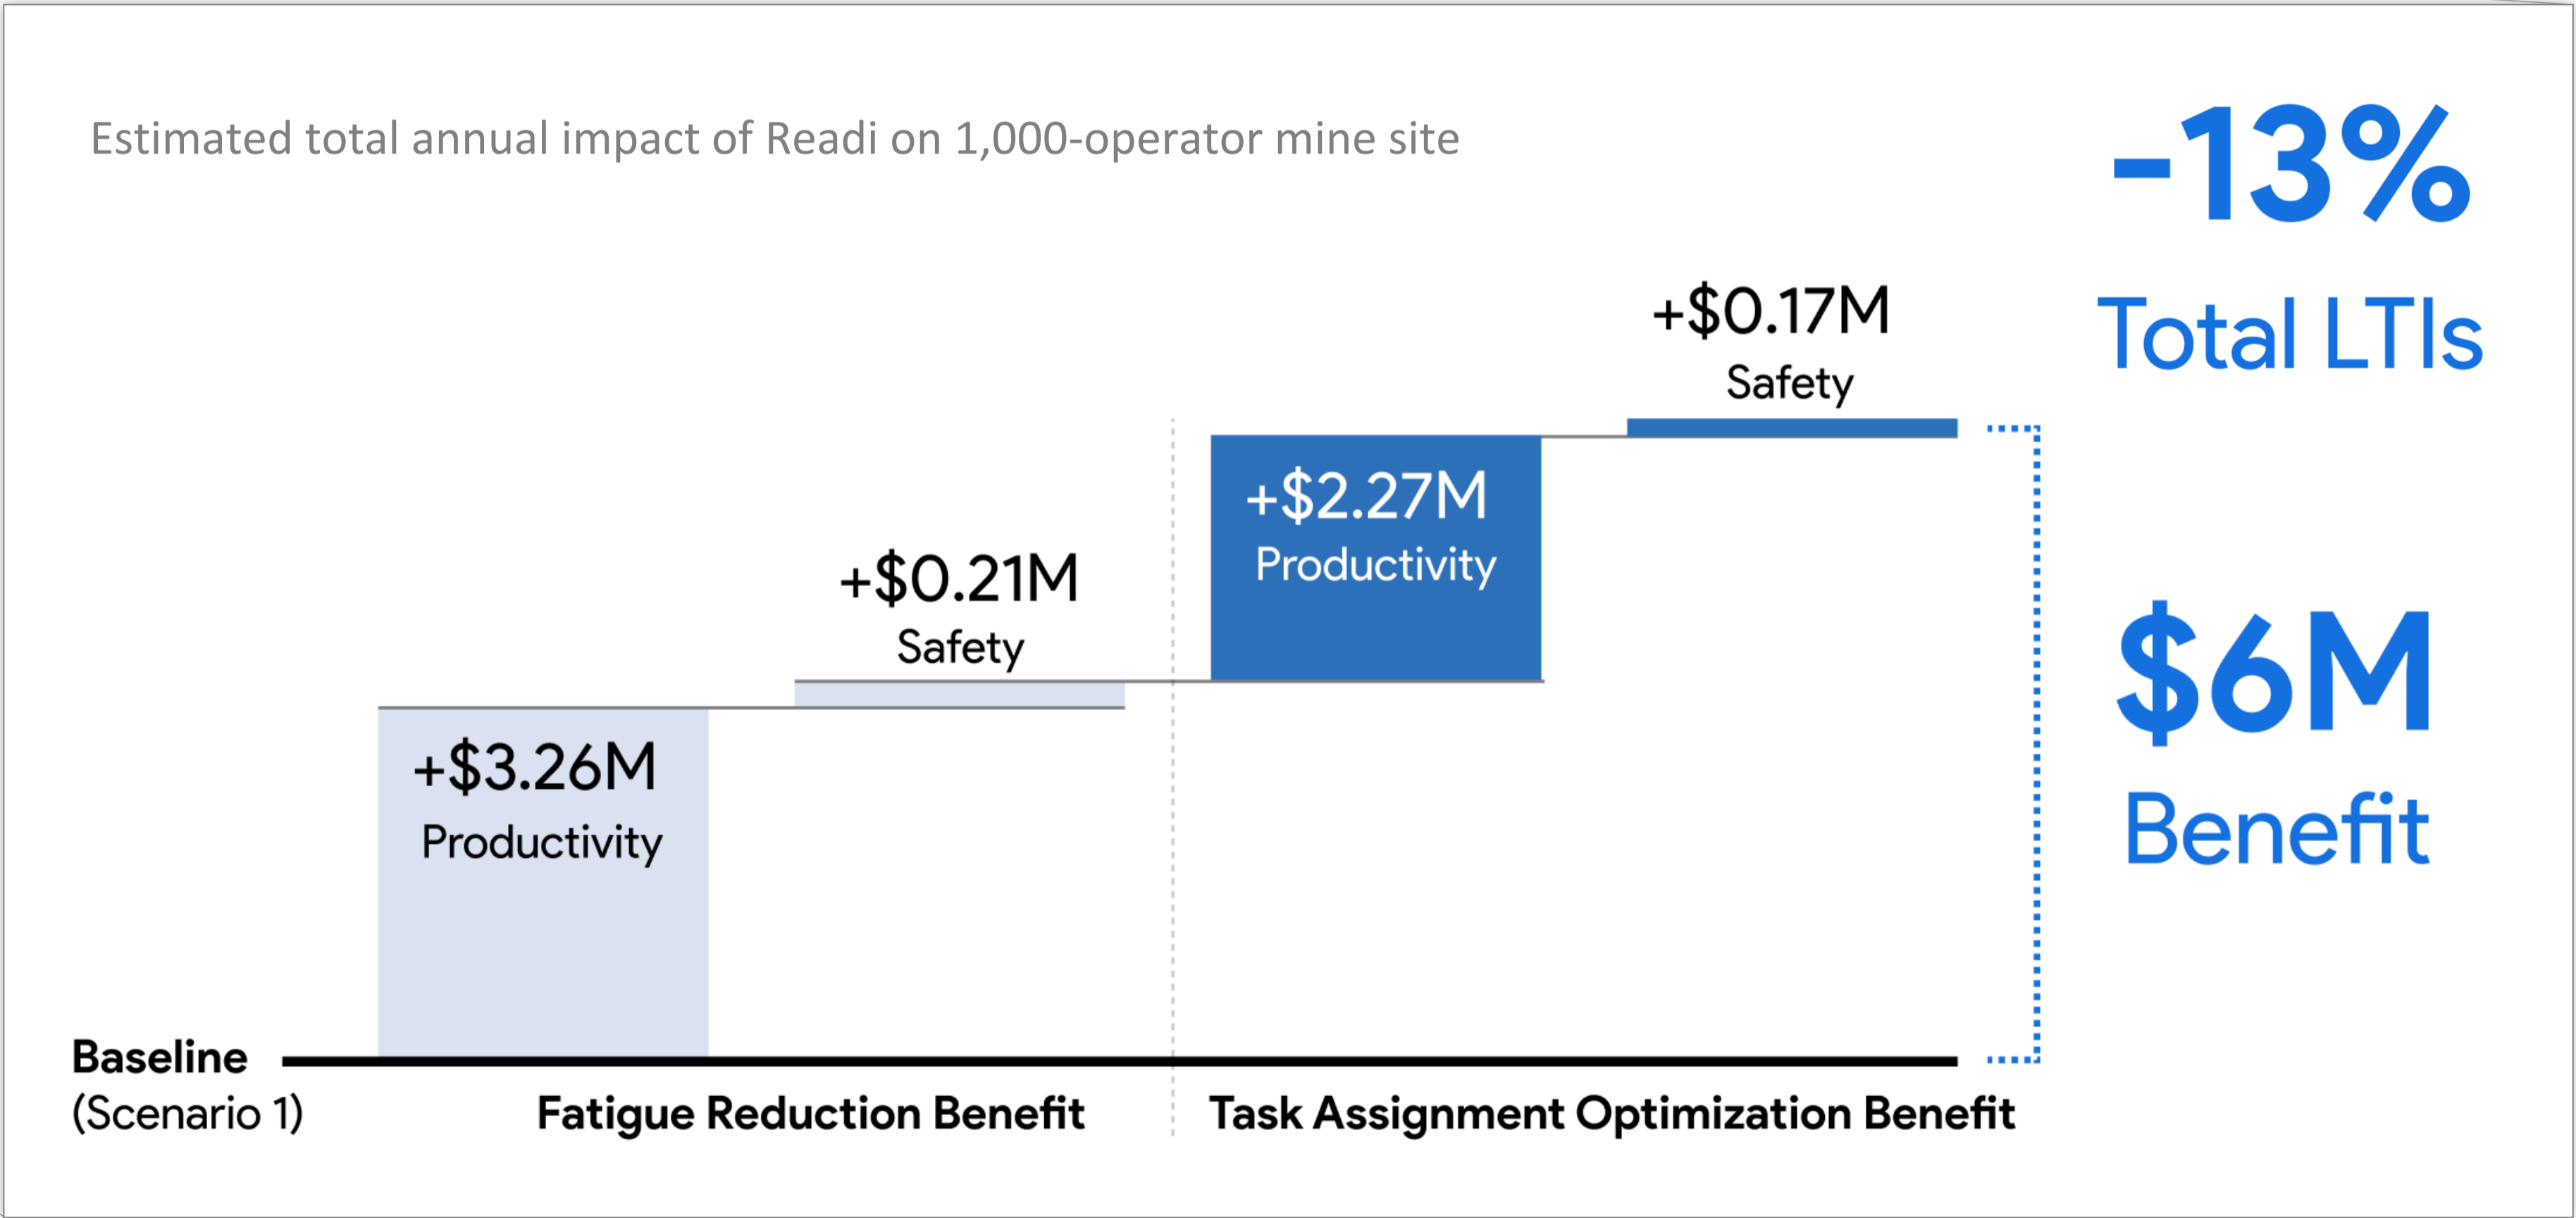 Estimated total annual impact of Readi on 1,000-operator mine site
-13%
Total LTIs
+$0.17M
Safety
+$2.27M
Productivity
+$0.21M
Safety
+$3.26M
Productivity
$6M
Benefit
Baseline
(Scenario 1)
Fatigue Reduction Benefit
Task Assignment Optimization Benefit